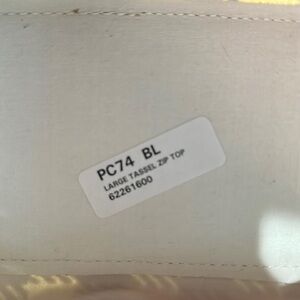 PC74 BL
LARGE TASSEL ZIP TOP
62261600